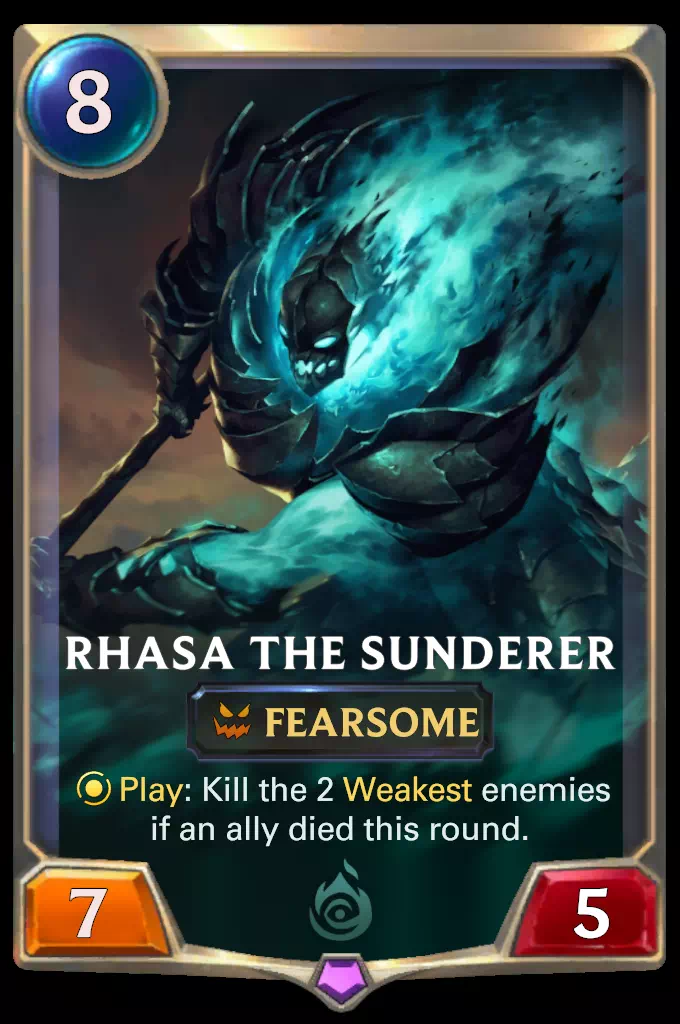 8
RHASA THE SUNDERER
FEARSOME
Play: Kill the 2 Weakest enemies
if an ally died this round.
7
5